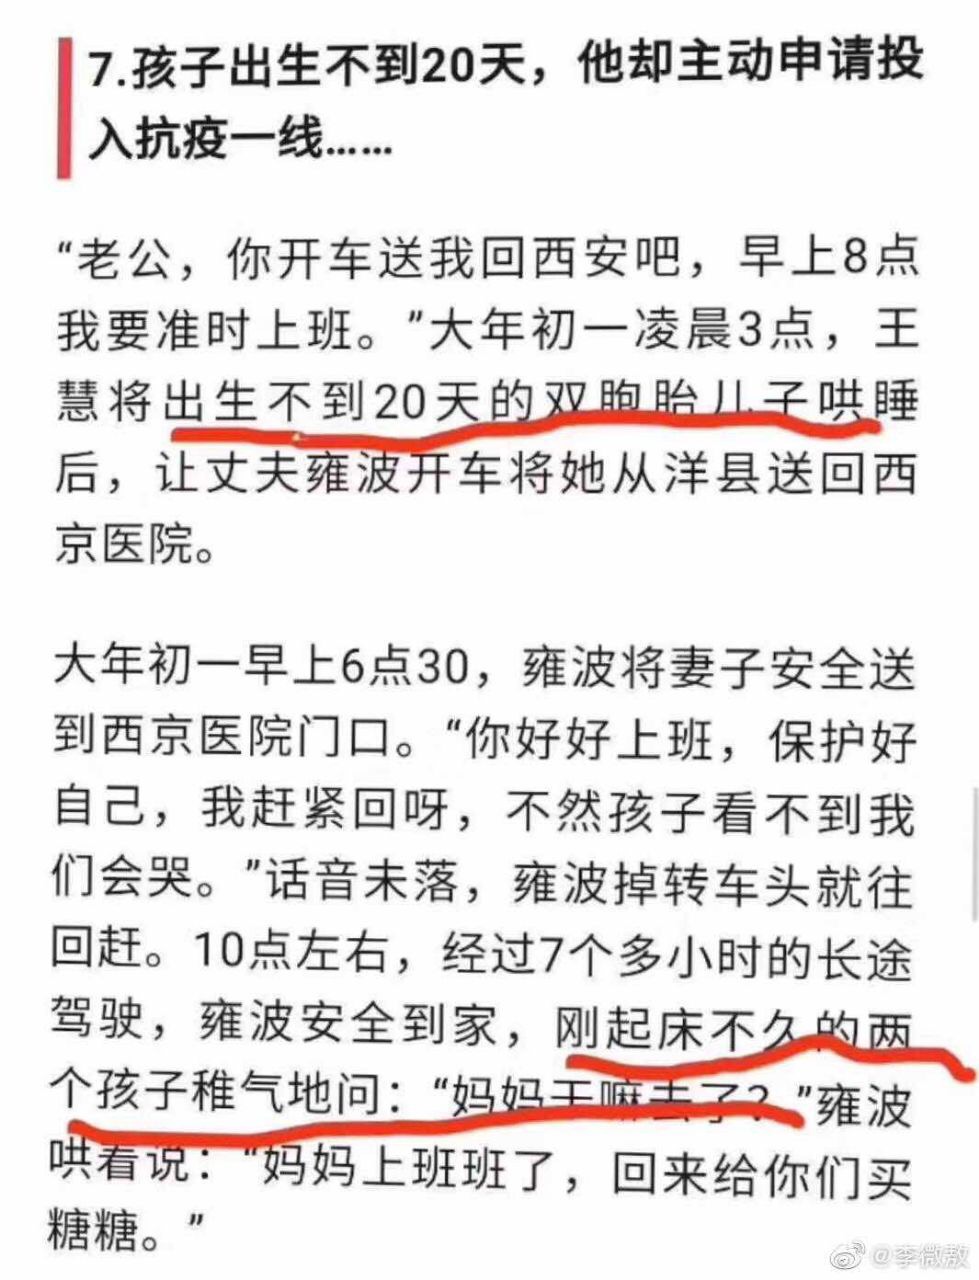 7.孩子出生不到20天，他却主动申请投
入抗疫一线……
“老公，你开车送我回西安吧，早上8点
我要准时上班。”大年初一凌晨3点，王
慧将出生不到20天的双胞胎儿子哄睡
后，让丈夫雍波开车将她从洋县送回西
京医院。
大年初一早上6点30，雍波将妻子安全送
到西京医院门口。“你好好上班，保护好
自己，我赶紧回呀，不然孩子看不到我
们会哭。”话音未落，雍波掉转车头就往
回赶。10点左右，经过7个多小时的长途
驾驶，雍波安全到家，刚起床不久的两
个孩子稚气地问：“妈妈干嘛去了？”雍波
哄着说：“妈妈上班班了，回来给你们买
糖糖。”
@李微敖